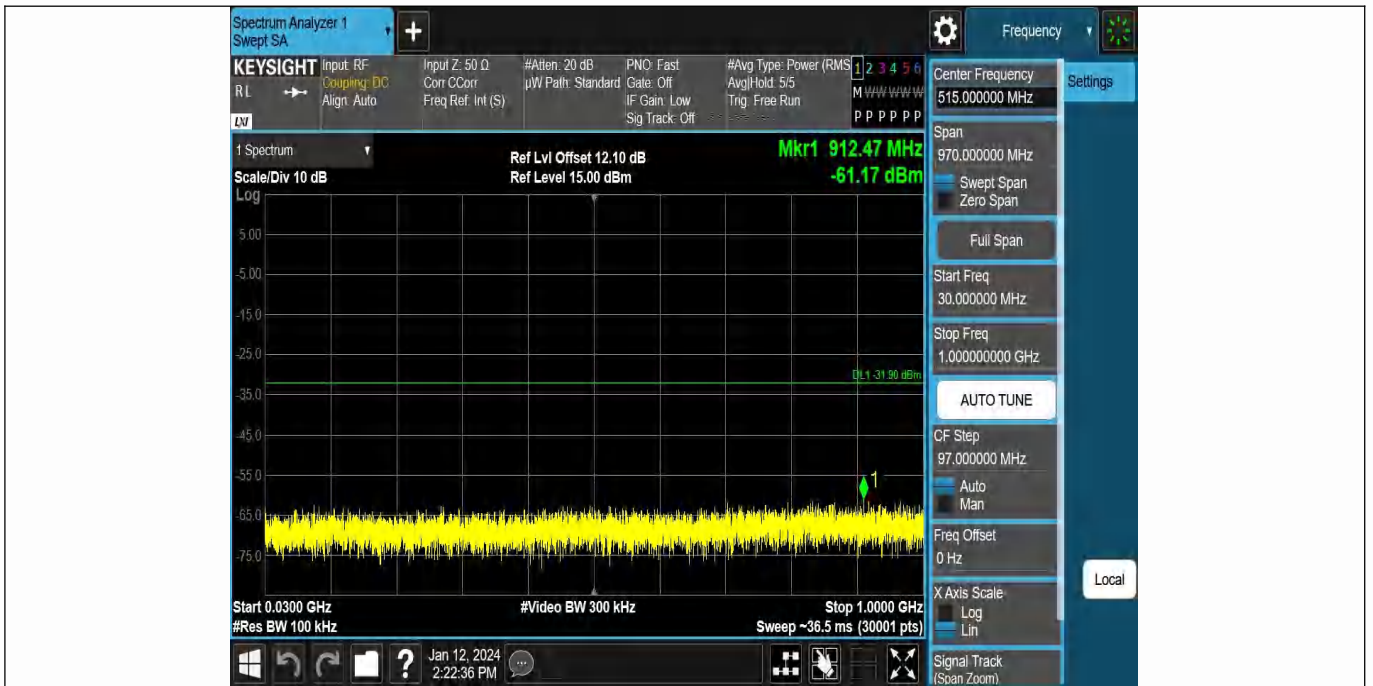 Spectrum Analyzer 1
Swept SA
+
Frequency
KEYSIGHT
RL
LXI
Input: RF
Coupling: DC
Align: Auto
Input Z: 50 Ω
Corr CCorr
Freq Ref: Int (S)
#Atten: 20 dB
µW Path: Standard
PNO: Fast
Gate: Off
IF Gain: Low
Sig Track: Off
#Avg Type: Power (RMS
Avg|Hold: 5/5
Trig: Free Run
1 2 3 4 5 6
M W W W W W
P P P P P P
1 Spectrum
Scale/Div 10 dB
Log
Ref Lvl Offset 12.10 dB
Ref Level 15.00 dBm
Mkr1 912.47 MHz
-61.17 dBm
5.00
-5.00
-15.0
-25.0
DL1 -31.90 dBm
-35.0
-45.0
-55.0
1
-65.0
-75.0
Start 0.0300 GHz
#Res BW 100 kHz
#Video BW 300 kHz
Stop 1.0000 GHz
Sweep ~36.5 ms (30001 pts)
Center Frequency
515.000000 MHz
Settings
Span
970.000000 MHz
Swept Span
Zero Span
Full Span
Start Freq
30.000000 MHz
Stop Freq
1.000000000 GHz
AUTO TUNE
CF Step
97.000000 MHz
Auto
Man
Freq Offset
0 Hz
X Axis Scale
Log
Lin
Local
Signal Track
(Span Zoom)
?
Jan 12, 2024
2:22:36 PM